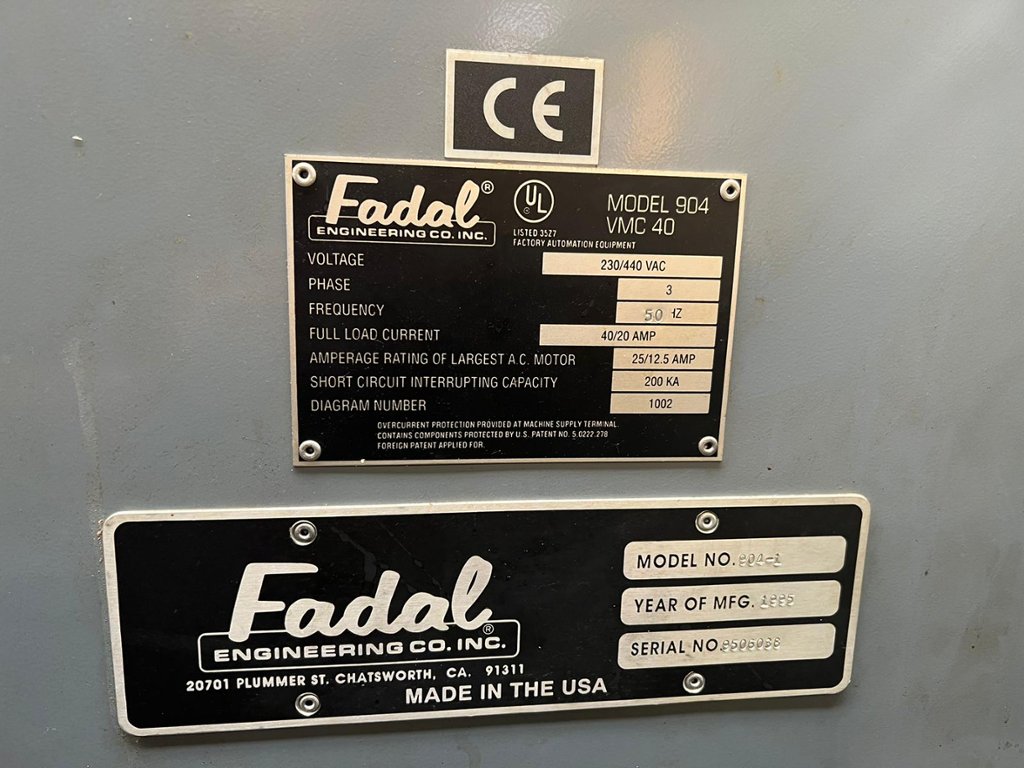 CE
Fadal®
ENGINEERING CO. INC.
UL
LISTED 35Z7
FACTORY AUTOMATION EQUIPMENT
MODEL 904
VMC 40
VOLTAGE 230/440 VAC
PHASE 3
FREQUENCY 50 HZ
FULL LOAD CURRENT 40/20 AMP
AMPERAGE RATING OF LARGEST A.C. MOTOR 25/12.5 AMP
SHORT CIRCUIT INTERRUPTING CAPACITY 200 KA
DIAGRAM NUMBER 1002
OVERCURRENT PROTECTION PROVIDED AT MACHINE SUPPLY TERMINAL.
CONTAINS COMPONENTS PROTECTED BY U.S. PATENT NO. 5.0222.278
FOREIGN PATENT APPLIED FOR.
Fadal®
ENGINEERING CO. INC.
20701 PLUMMER ST. CHATSWORTH, CA. 91311
MADE IN THE USA
MODEL NO. 904-1
YEAR OF MFG. 1995
SERIAL NO.